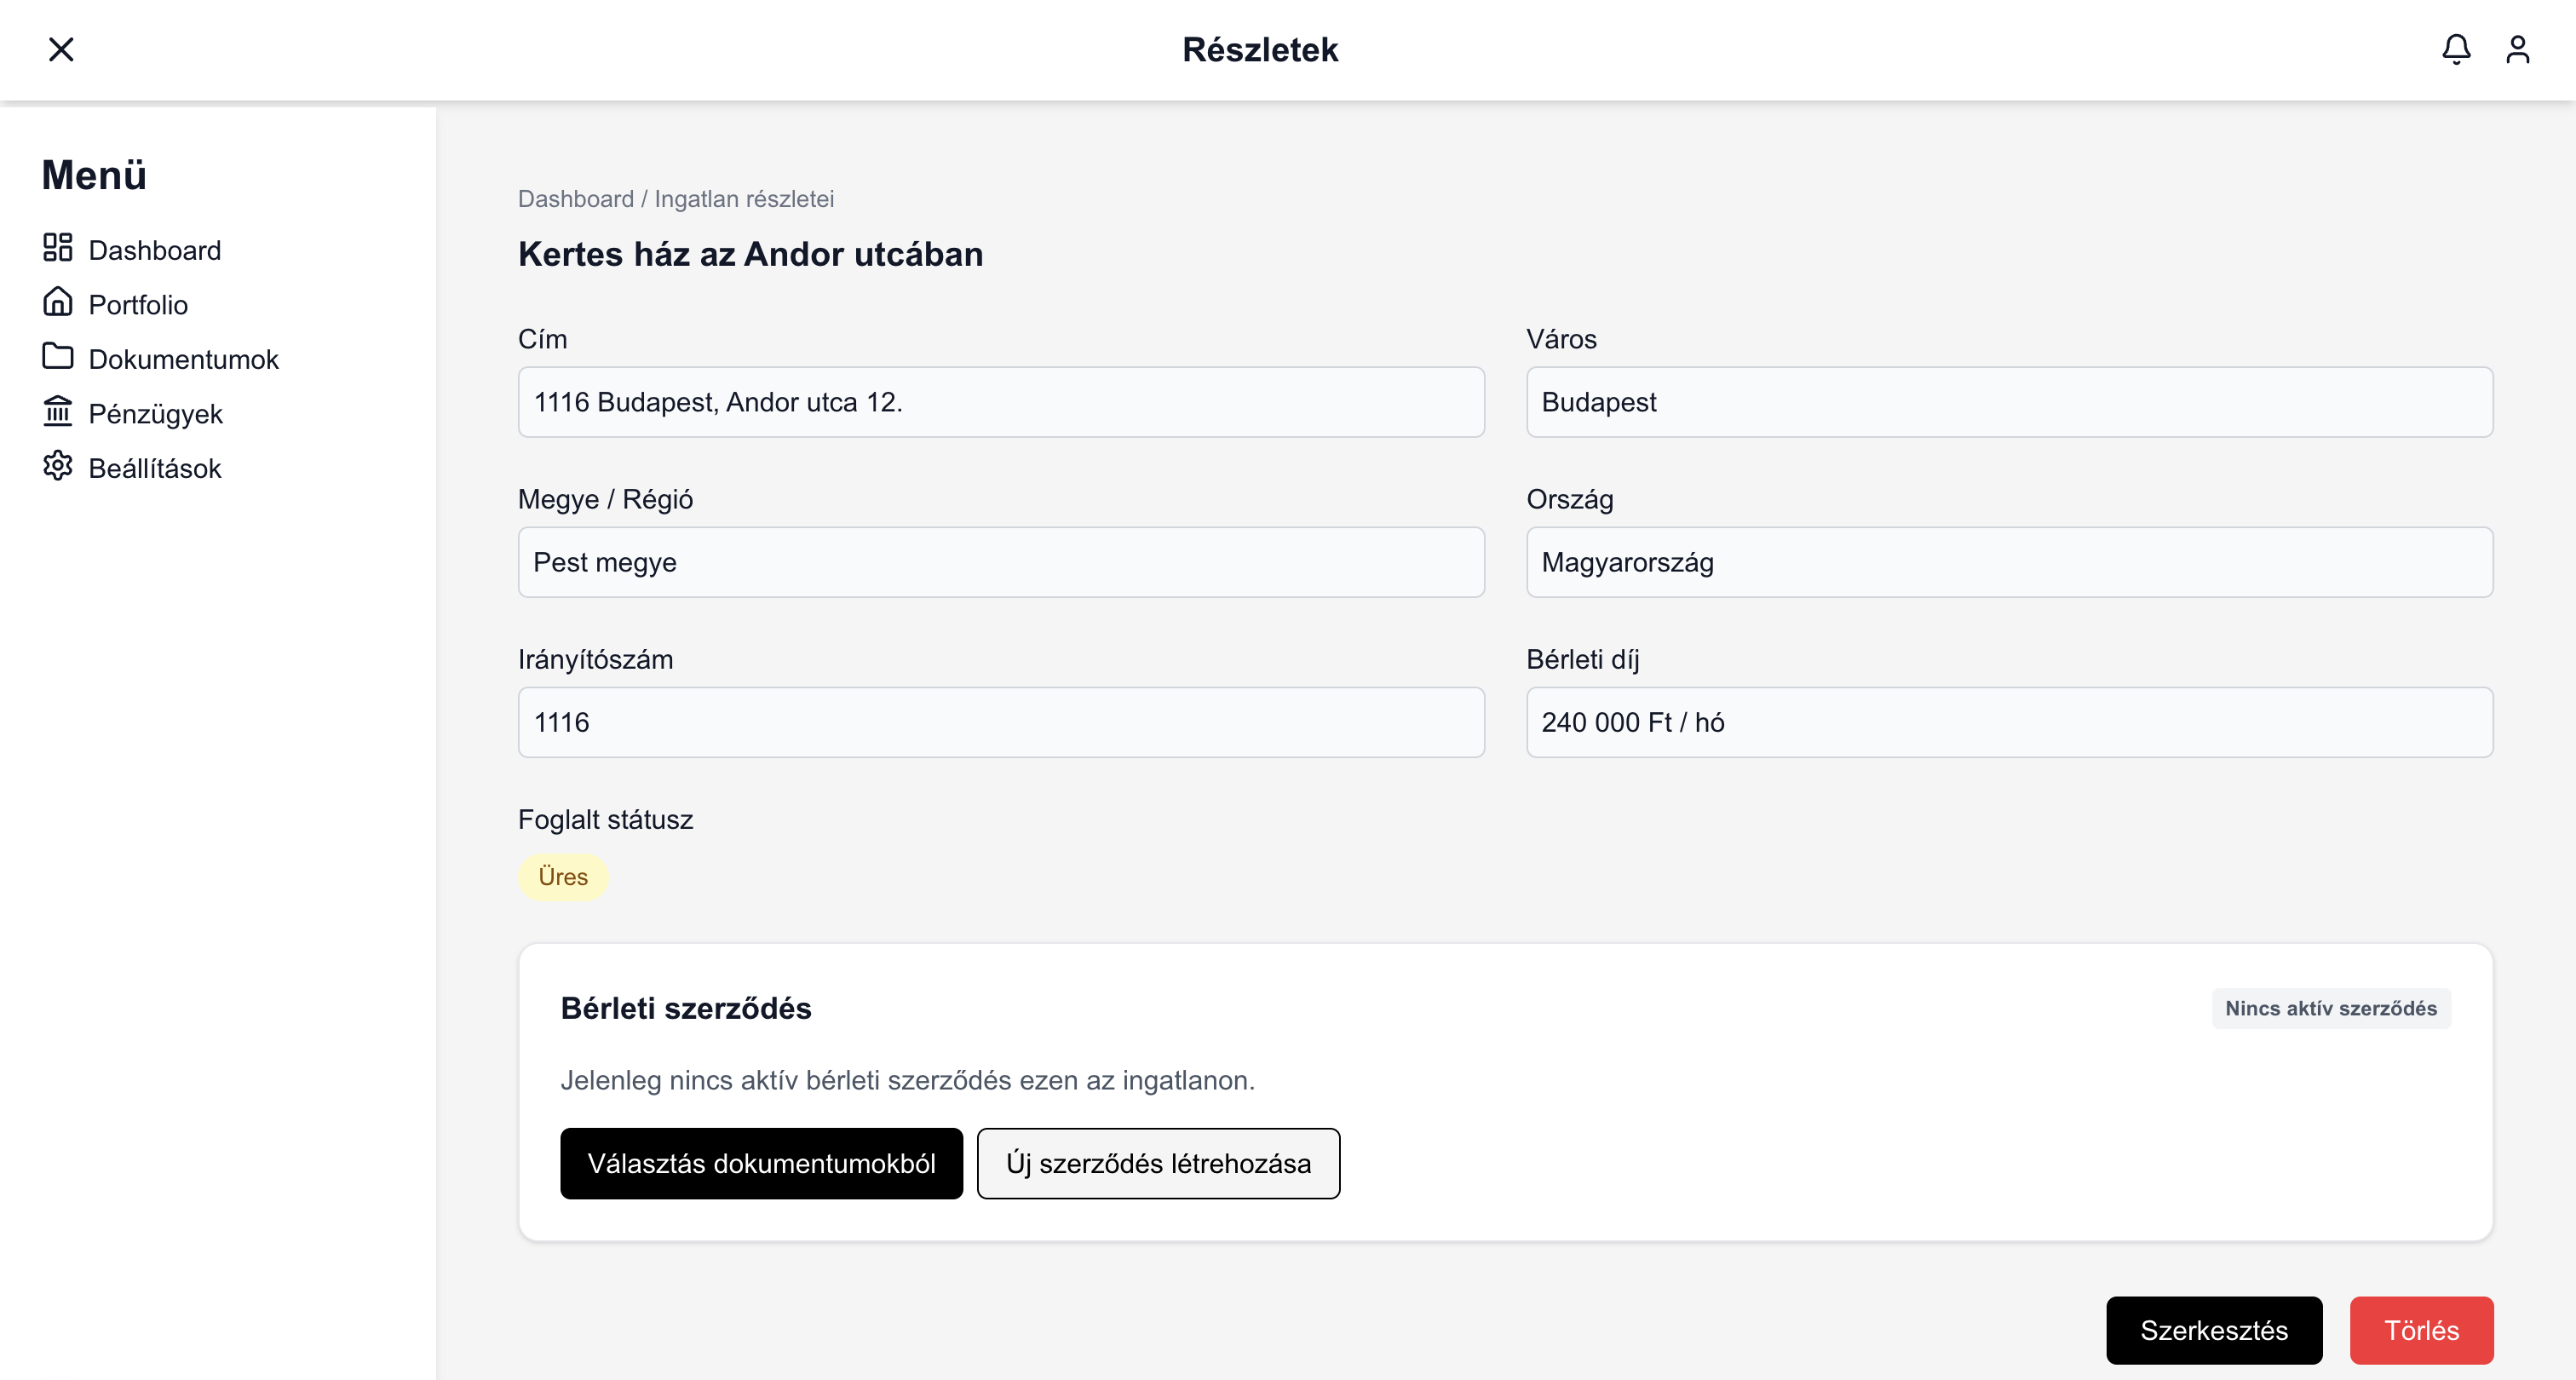 Részletek
Menü
Dashboard
Portfolio
Dokumentumok
Pénzügyek
Beállítások
Dashboard / Ingatlan részletei
Kertes ház az Andor utcában
Cím
1116 Budapest, Andor utca 12.
Város
Budapest
Megye / Régió
Pest megye
Ország
Magyarország
Irányítószám
1116
Bérleti díj
240 000 Ft / hó
Foglalt státusz
Üres
Bérleti szerződés
Nincs aktív szerződés
Jelenleg nincs aktív bérleti szerződés ezen az ingatlanon.
Választás dokumentumokból
Új szerződés létrehozása
Szerkesztés
Törlés